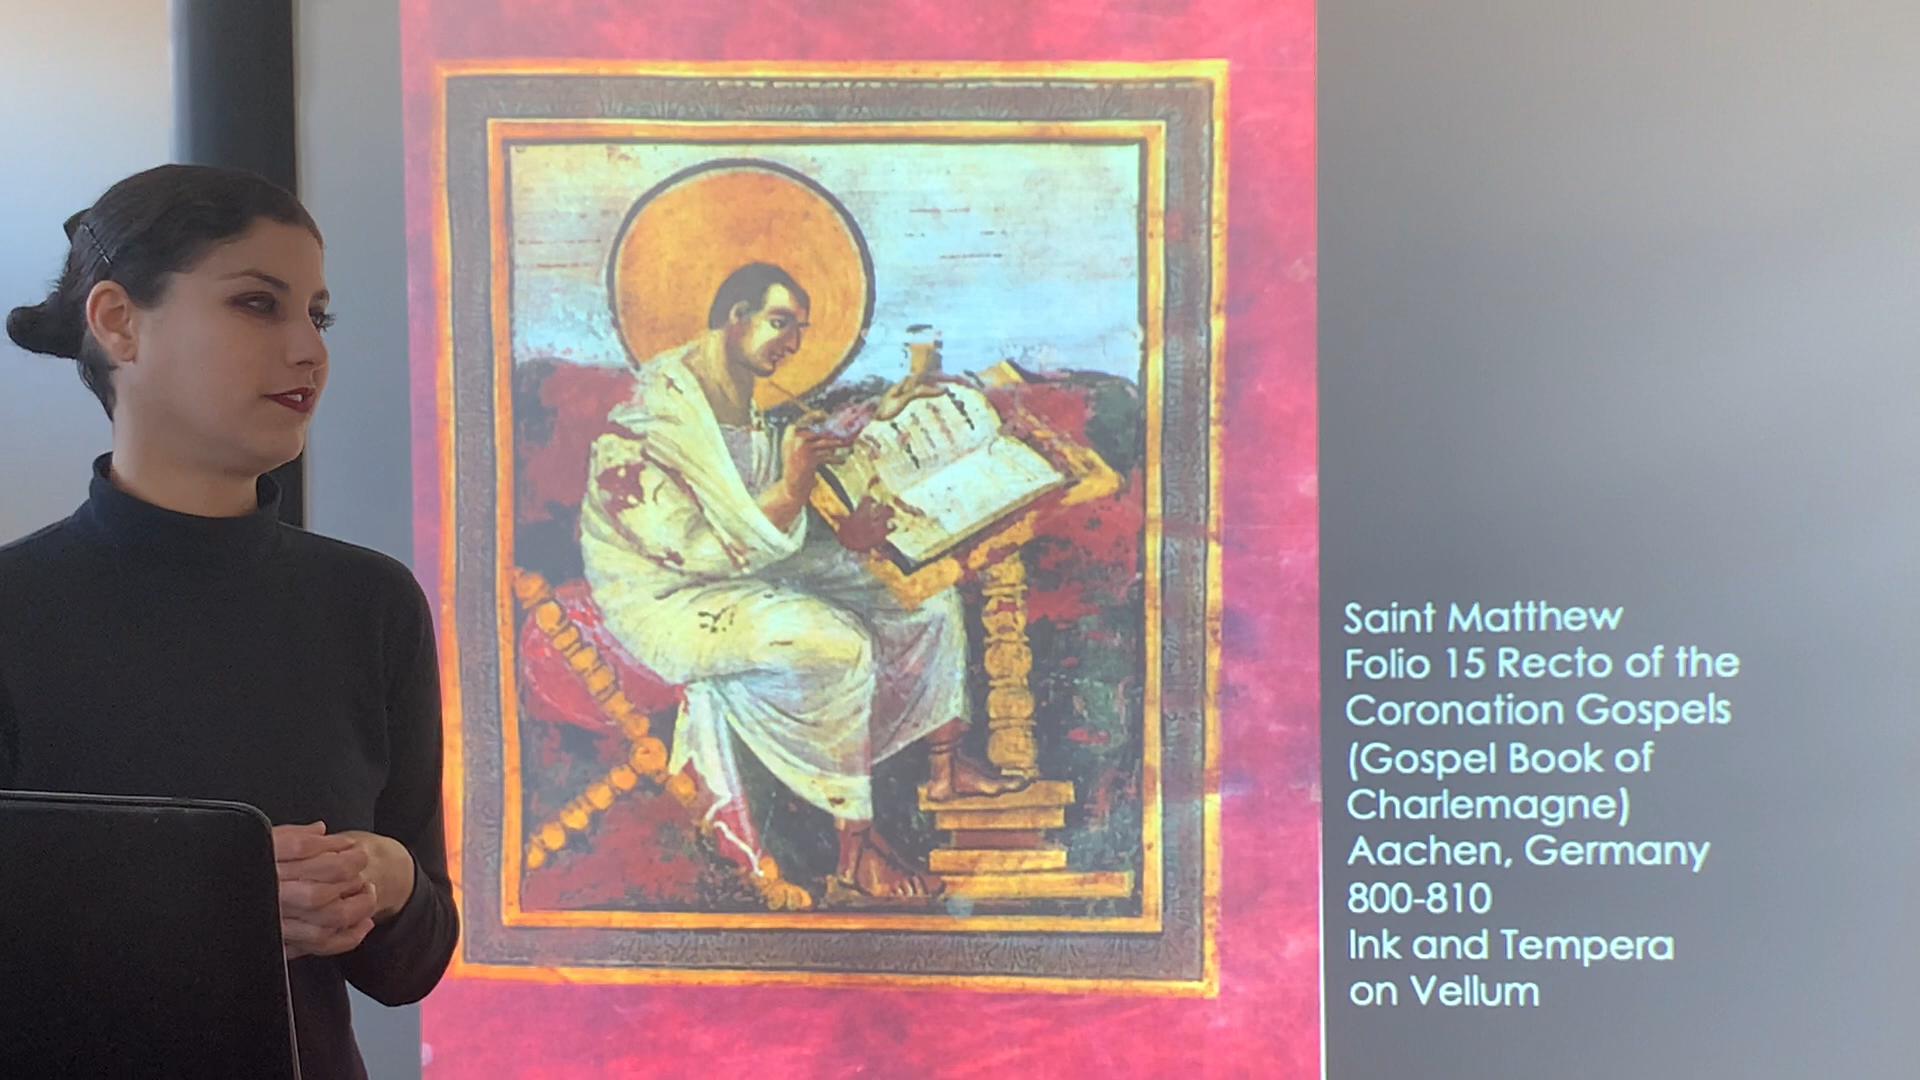 Saint Matthew
Folio 15 Recto of the
Coronation Gospels
(Gospel Book of
Charlemagne)
Aachen, Germany
800-810
Ink and Tempera
on Vellum